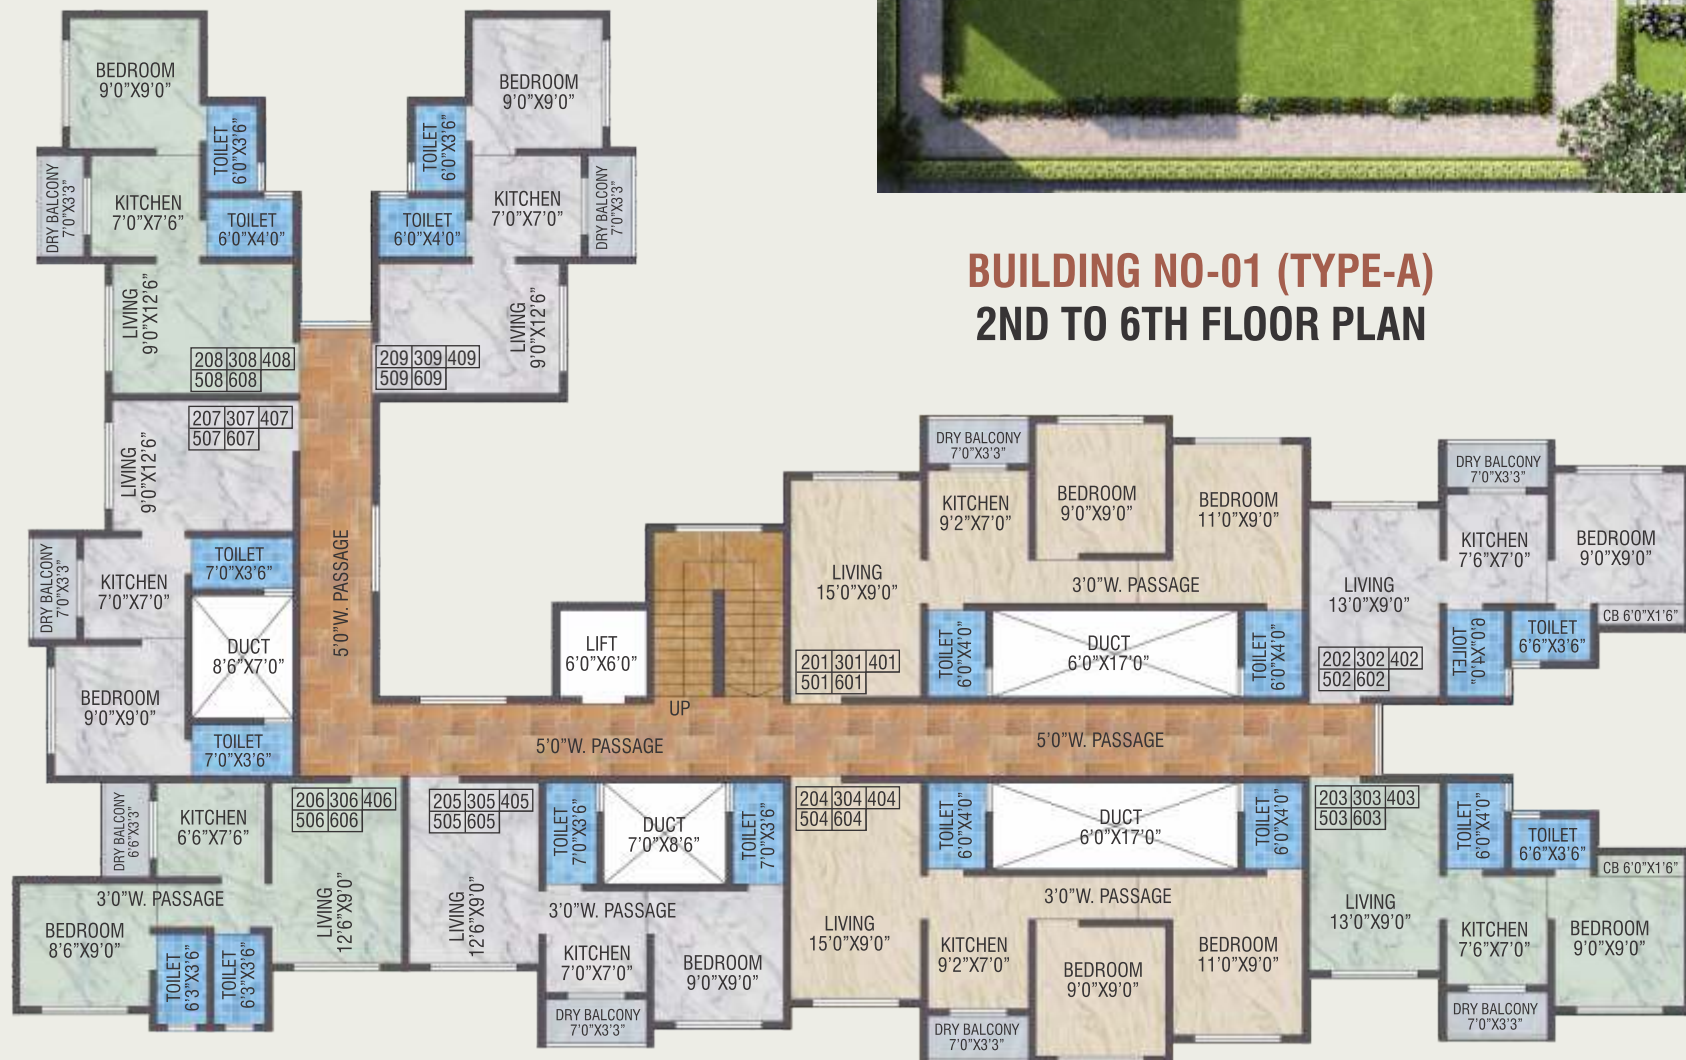 BUILDING NO-01 (TYPE-A)
2ND TO 6TH FLOOR PLAN
BEDROOM
9'0"X9'0"
TOILET
6'0"X3'6"
DRY BALCONY
7'0"X3'3"
KITCHEN
7'0"X7'6"
TOILET
6'0"X4'0"
LIVING
9'0"X12'6"
208 308 408
508 608
BEDROOM
9'0"X9'0"
TOILET
6'0"X3'6"
KITCHEN
7'0"X7'0"
DRY BALCONY
7'0"X3'3"
TOILET
6'0"X4'0"
LIVING
9'0"X12'6"
209 309 409
509 609
207 307 407
507 607
LIVING
9'0"X12'6"
DRY BALCONY
7'0"X3'3"
KITCHEN
7'0"X7'0"
TOILET
7'0"X3'6"
DUCT
8'6"X7'0"
BEDROOM
9'0"X9'0"
TOILET
7'0"X3'6"
5'0"W. PASSAGE
LIFT
6'0"X6'0"
UP
5'0"W. PASSAGE
5'0"W. PASSAGE
DRY BALCONY
7'0"X3'3"
KITCHEN
9'2"X7'0"
BEDROOM
9'0"X9'0"
BEDROOM
11'0"X9'0"
LIVING
15'0"X9'0"
3'0"W. PASSAGE
201 301 401
501 601
TOILET
6'0"X4'0"
DUCT
6'0"X17'0"
TOILET
6'0"X4'0"
DRY BALCONY
7'0"X3'3"
KITCHEN
7'6"X7'0"
BEDROOM
9'0"X9'0"
LIVING
13'0"X9'0"
CB 6'0"X1'6"
TOILET
6'0"X4'0"
TOILET
6'6"X3'6"
202 302 402
502 602
DRY BALCONY
6'6"X3'3"
KITCHEN
6'6"X7'6"
206 306 406
506 606
3'0"W. PASSAGE
BEDROOM
8'6"X9'0"
LIVING
12'6"X9'0"
TOILET
6'3"X3'6"
TOILET
6'3"X3'6"
205 305 405
505 605
TOILET
7'0"X3'6"
DUCT
7'0"X8'6"
TOILET
7'0"X3'6"
LIVING
12'6"X9'0"
3'0"W. PASSAGE
KITCHEN
7'0"X7'0"
BEDROOM
9'0"X9'0"
DRY BALCONY
7'0"X3'3"
204 304 404
504 604
TOILET
6'0"X4'0"
DUCT
6'0"X17'0"
TOILET
6'0"X4'0"
3'0"W. PASSAGE
LIVING
15'0"X9'0"
KITCHEN
9'2"X7'0"
BEDROOM
9'0"X9'0"
BEDROOM
11'0"X9'0"
DRY BALCONY
7'0"X3'3"
203 303 403
503 603
TOILET
6'0"X4'0"
TOILET
6'6"X3'6"
CB 6'0"X1'6"
LIVING
13'0"X9'0"
KITCHEN
7'6"X7'0"
BEDROOM
9'0"X9'0"
DRY BALCONY
7'0"X3'3"